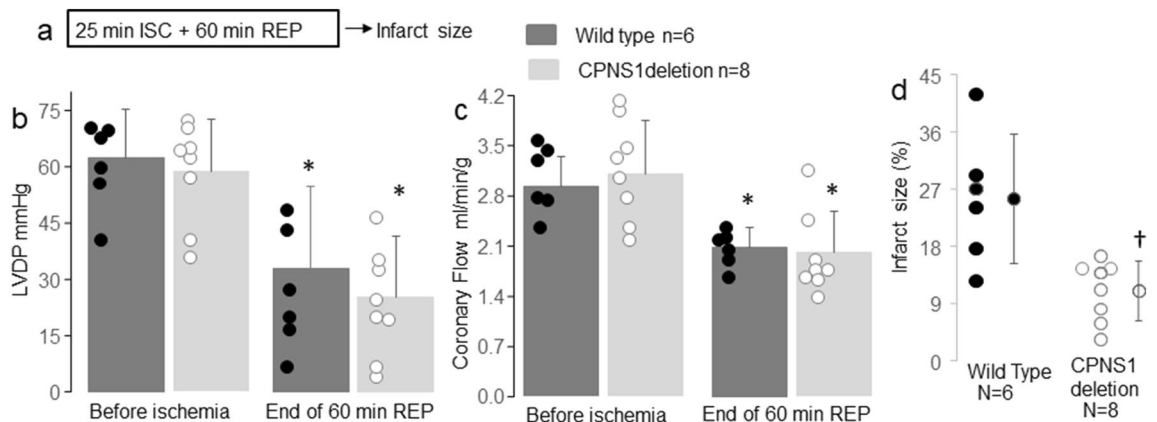 a
25 min ISC + 60 min REP
Infarct size
Wild type n=6
CPNS1deletion n=8
b
LVDP mmHg
75
60
45
30
15
0
*
*
Before ischemia
End of 60 min REP
c
Coronary Flow ml/min/g
4.2
3.5
2.8
2.1
1.4
0.7
0.0
*
*
Before ischemia
End of 60 min REP
d
Infarct size (%)
45
36
27
18
9
0
†
Wild Type
N=6
CPNS1
deletion
N=8